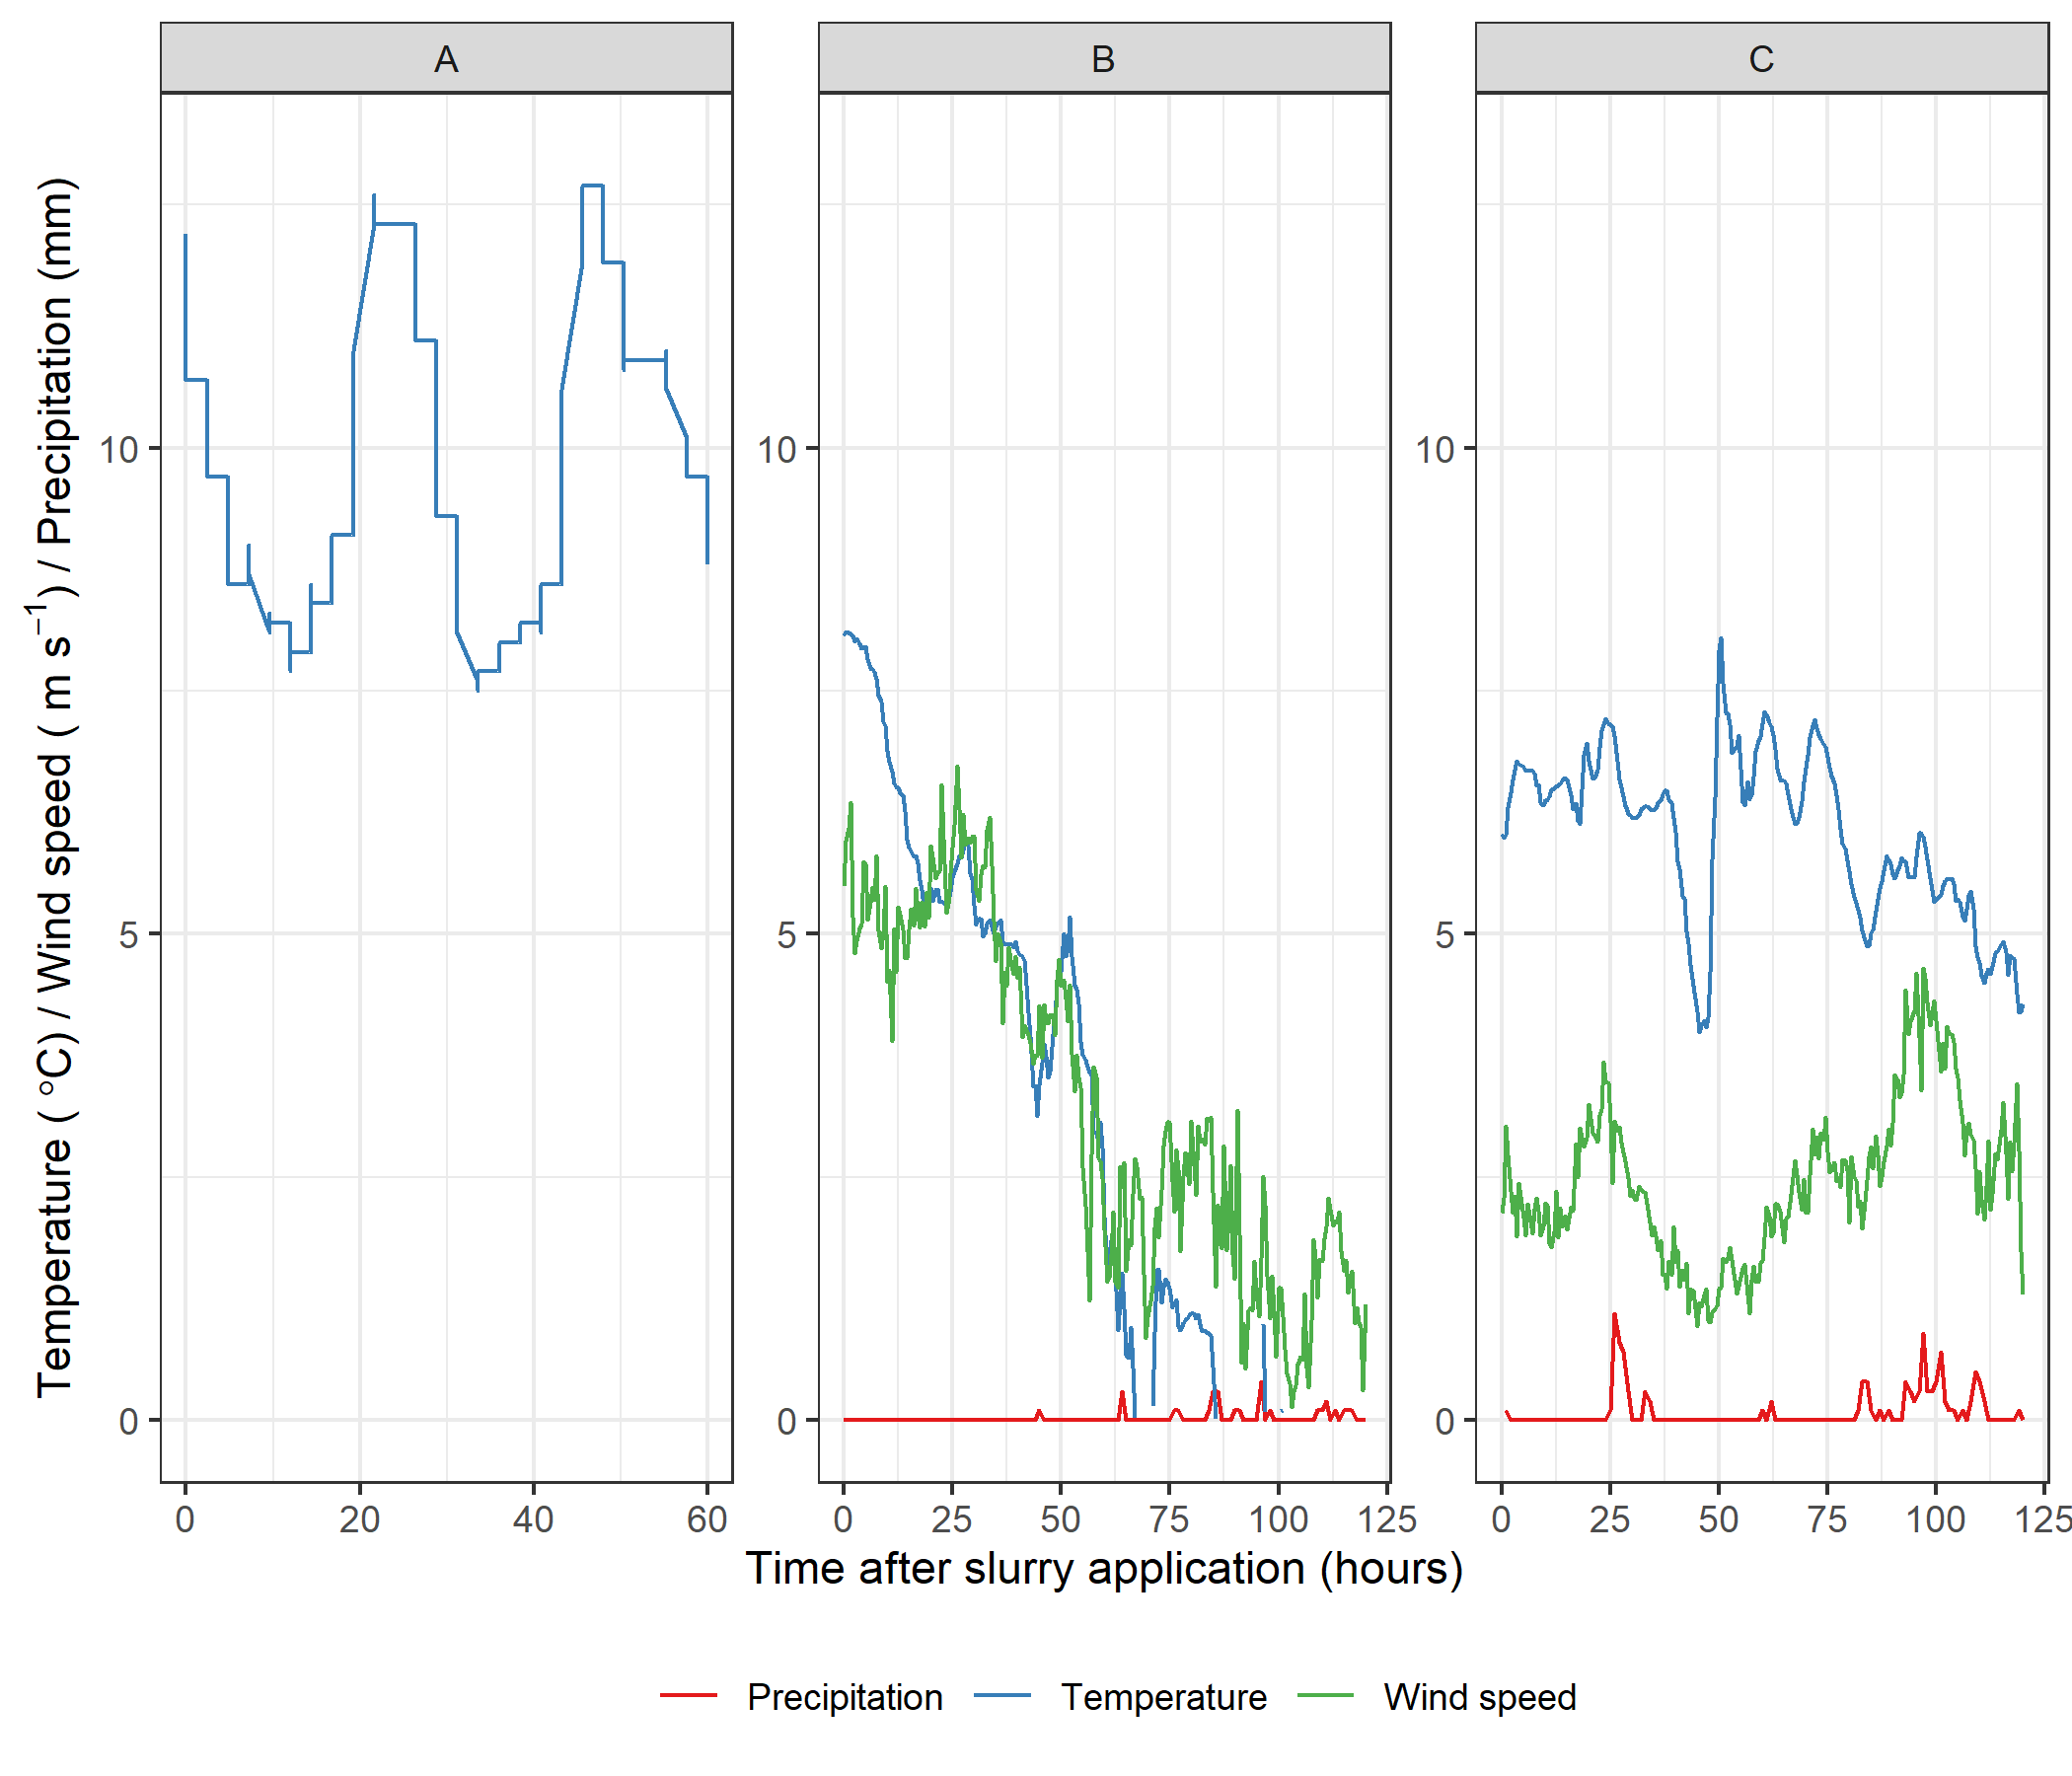 A B C
Temperature ( °C) / Wind speed ( m s⁻¹) / Precipitation (mm)
10 10 10
5 5 5
0 0 0
0 20 40 60 0 25 50 75 100 125 0 25 50 75 100 125
Time after slurry application (hours)
Precipitation Temperature Wind speed